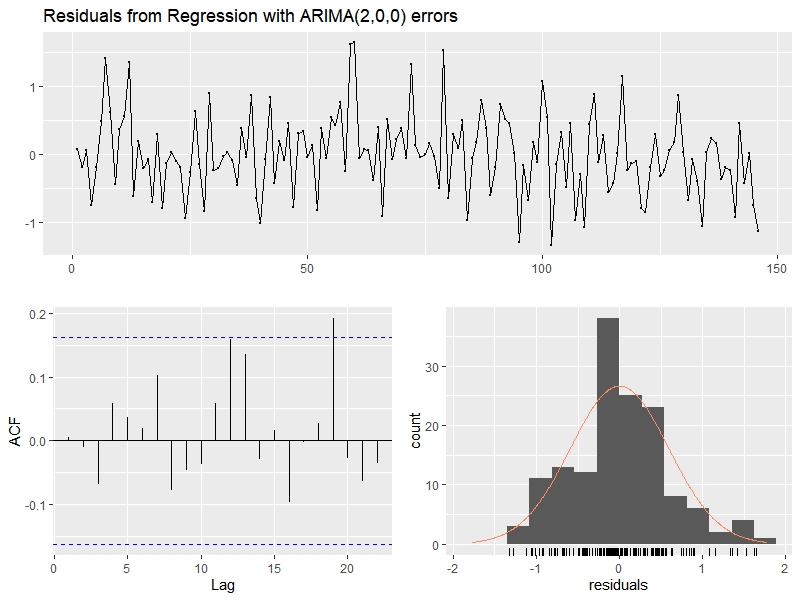 Residuals from Regression with ARIMA(2,0,0) errors
1
0
-1
0 50 100 150
0.2
0.1
0.0
-0.1
ACF
0 5 10 15 20
Lag
30
20
10
0
count
-2 -1 0 1 2
residuals